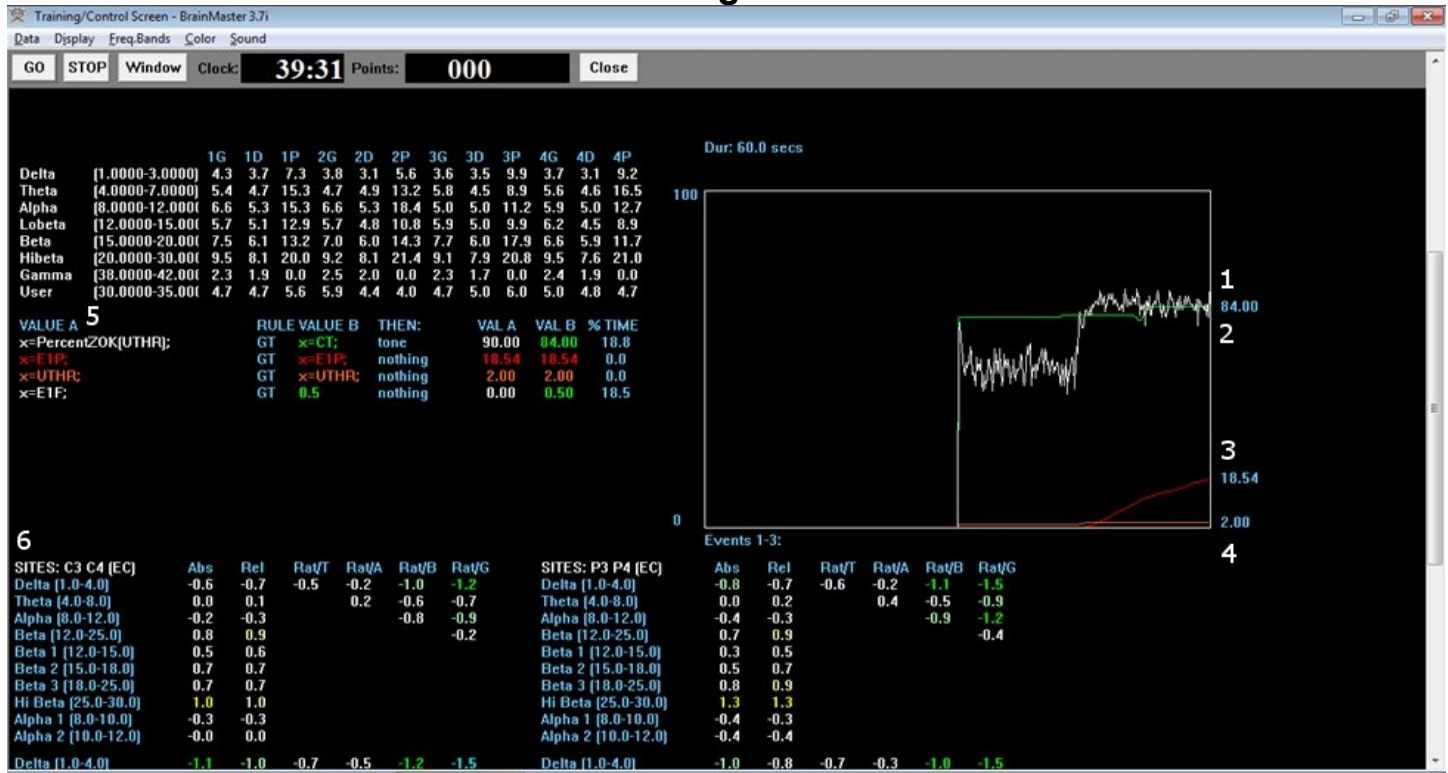 g
Training/Control Screen - BrainMaster 3.7i
Data Display Freq.Bands Color Sound
GO STOP Window Clock: 39:31 Points: 000 Close
Dur: 60.0 secs
1G 1D 1P 2G 2D 2P 3G 3D 3P 4G 4D 4P
Delta (1.0000-3.0000) 4.3 3.7 7.3 3.8 3.1 5.6 3.6 3.5 9.9 3.7 3.1 9.2
Theta (4.0000-7.0000) 5.4 4.7 15.3 4.7 4.9 13.2 5.8 4.5 8.9 5.6 4.6 16.5
Alpha (8.0000-12.000( 6.6 5.3 15.3 6.6 5.3 18.4 5.0 5.0 11.2 5.9 5.0 12.7
Lobeta (12.0000-15.00( 5.7 5.1 12.9 5.7 4.8 10.8 5.9 5.0 9.9 6.2 4.5 8.9
Beta (15.0000-20.00( 7.5 6.1 13.2 7.0 6.0 14.3 7.7 6.0 17.9 6.6 5.9 11.7
Hibeta (20.0000-30.00( 9.5 8.1 20.0 9.2 8.1 21.4 9.1 7.9 20.8 9.5 7.6 21.0
Gamma (38.0000-42.00( 2.3 1.9 0.0 2.5 2.0 0.0 2.3 1.7 0.0 2.4 1.9 0.0
User (30.0000-35.00( 4.7 4.7 5.6 5.9 4.4 4.0 4.7 5.0 6.0 5.0 4.8 4.7
5
VALUE A RULE VALUE B THEN: VAL A VAL B % TIME
x=PercentZOK(UTHR); GT x=CT; tone 90.00 84.00 18.8
x=E1P; GT x=E1P; nothing 18.54 18.54 0.0
x=UTHR; GT x=UTHR; nothing 2.00 2.00 0.0
x=E1F; GT 0.5 nothing 0.00 0.50 18.5
100
1
84.00
2
3
18.54
2.00
0
4
Events 1-3:
6
SITES: C3 C4 (EC) Abs Rel Rat/T Rat/A Rat/B Rat/G
Delta (1.0-4.0) -0.6 -0.7 -0.5 -0.2 -1.0 -1.2
Theta (4.0-8.0) 0.0 0.1 0.2 -0.6 -0.7
Alpha (8.0-12.0) -0.2 -0.3 -0.8 -0.9
Beta (12.0-25.0) 0.8 0.9 -0.2
Beta 1 (12.0-15.0) 0.5 0.6
Beta 2 (15.0-18.0) 0.7 0.7
Beta 3 (18.0-25.0) 0.7 0.7
Hi Beta (25.0-30.0) 1.0 1.0
Alpha 1 (8.0-10.0) -0.3 -0.3
Alpha 2 (10.0-12.0) -0.0 0.0
Delta (1.0-4.0) -1.1 -1.0 -0.7 -0.5 -1.2 -1.5
SITES: P3 P4 (EC) Abs Rel Rat/T Rat/A Rat/B Rat/G
Delta (1.0-4.0) -0.8 -0.7 -0.6 -0.2 -1.1 -1.5
Theta (4.0-8.0) 0.0 0.2 0.4 -0.5 -0.9
Alpha (8.0-12.0) -0.4 -0.3 -0.9 -1.2
Beta (12.0-25.0) 0.7 0.9 -0.4
Beta 1 (12.0-15.0) 0.3 0.5
Beta 2 (15.0-18.0) 0.5 0.7
Beta 3 (18.0-25.0) 0.8 0.9
Hi Beta (25.0-30.0) 1.3 1.3
Alpha 1 (8.0-10.0) -0.4 -0.3
Alpha 2 (10.0-12.0) -0.4 -0.4
Delta (1.0-4.0) -1.0 -0.8 -0.7 -0.3 -1.0 -1.5